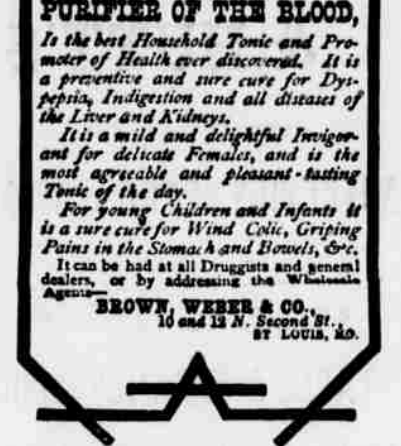 PURIFIER OF THE BLOOD,
Is the best Household Tonic and Pro-
moter of Health ever discovered. It is
a preventive and sure cure for Dys-
pepsia, Indigestion and all diseases of
the Liver and Kidneys.
It is a mild and delightful Invigor-
ant for delicate Females, and is the
most agreeable and pleasant-tasting
Tonic of the day.
For young Children and Infants it
is a sure cure for Wind Colic, Griping
Pains in the Stomach and Bowels, &c.
It can be had at all Druggists and general
dealers, or by addressing the Wholesale
Agents—
BROWN, WEBER & CO.,
10 and 12 N. Second St.,
ST LOUIS, MO.